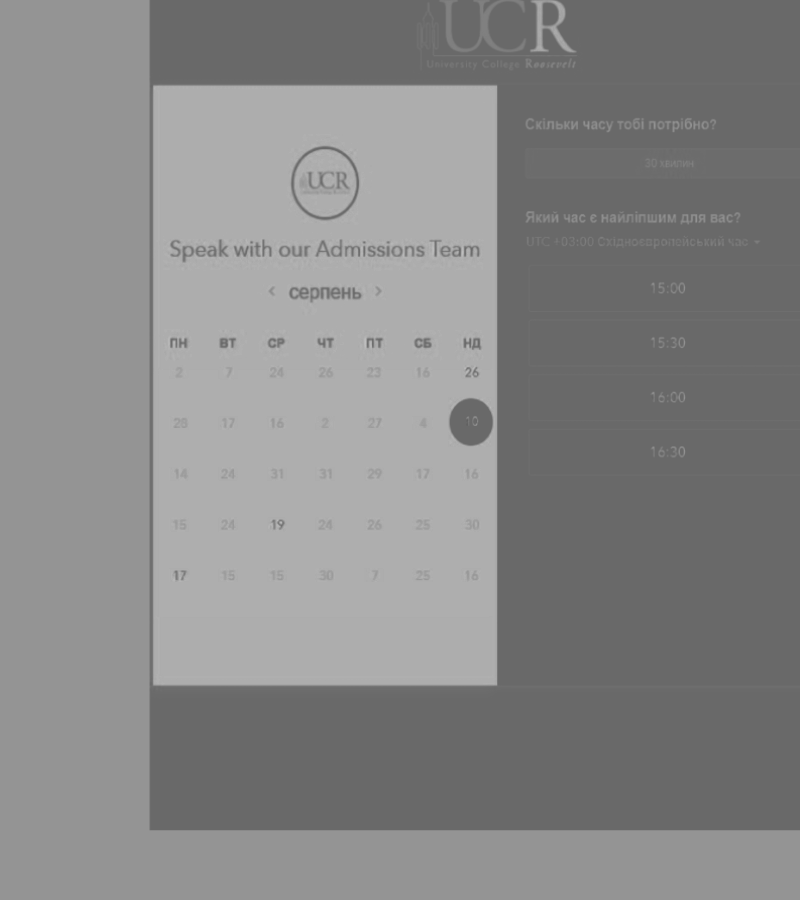 UCR
University College Roosevelt
UCR
Speak with our Admissions Team
< серпень >
ПН ВТ СР ЧТ ПТ СБ НД
2 7 24 26 23 16 26
28 17 16 2 27 4 10
14 24 31 31 29 17 16
15 24 19 24 26 25 30
17 15 15 30 7 25 16
Скільки часу тобі потрібно?
30 хвилин
Який час є найліпшим для вас?
UTC +03:00 Східноєвропейський час
15:00
15:30
16:00
16:30